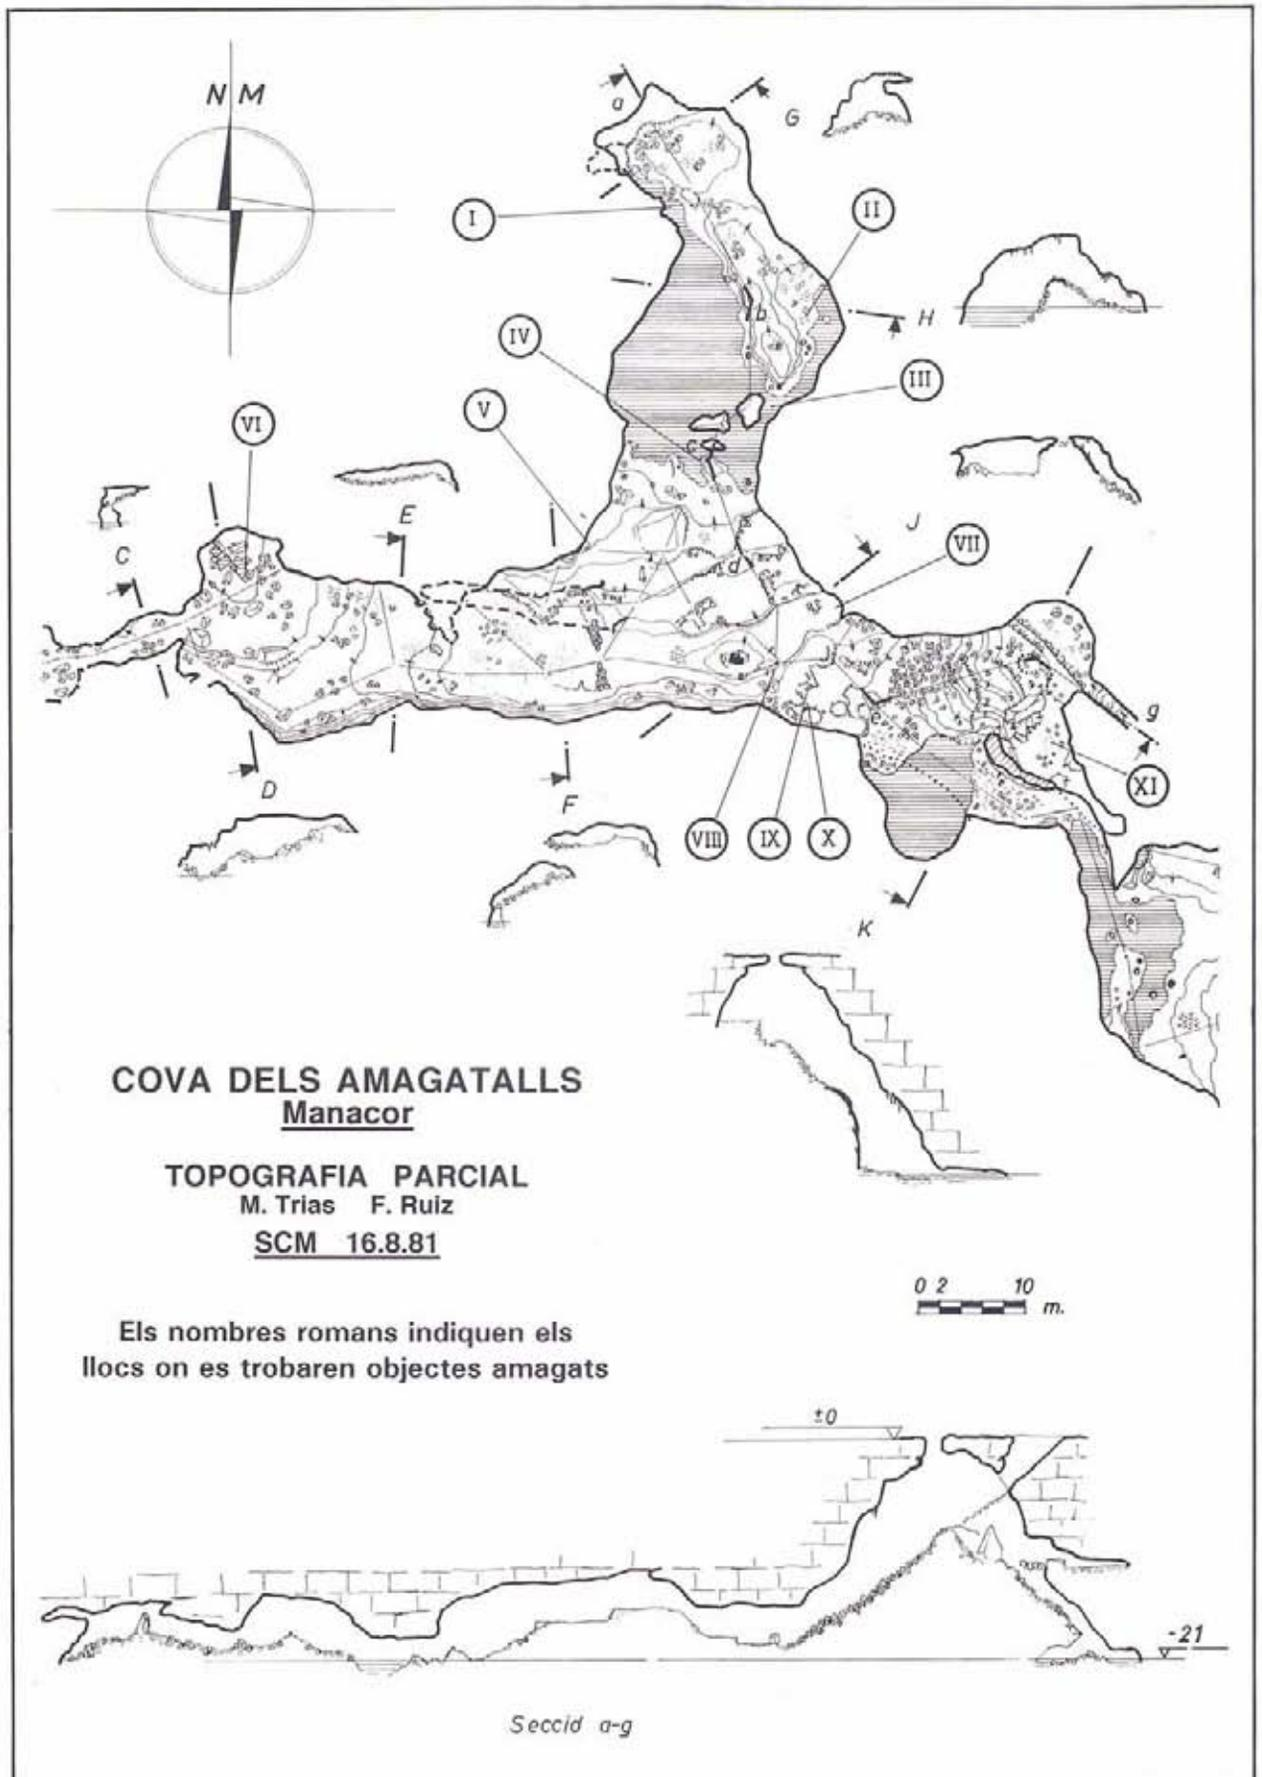 N M
a
G
I
II
b
H
IV
III
V
VI
c
E
J
VII
C
d
e
g
XI
D
F
VIII
IX
X
K
COVA DELS AMAGATALLS
Manacor
TOPOGRAFIA PARCIAL
M. Trias F. Ruiz
SCM 16.8.81
0 2 10
m.
Els nombres romans indiquen els
llocs on es trobaren objectes amagats
±0
-21
Secció a-g